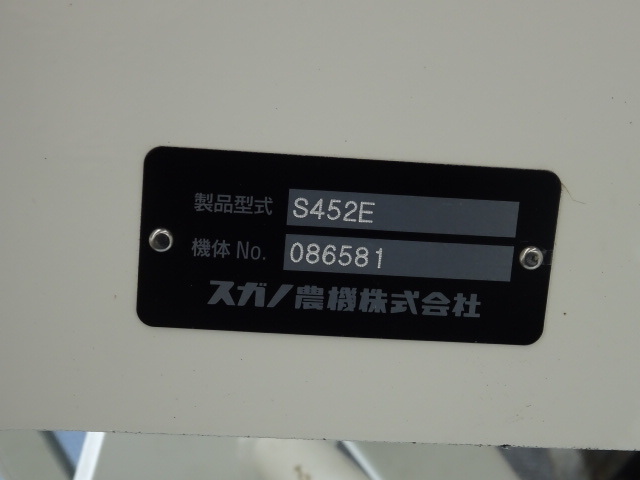 製品型式 S452E
機体 No. 086581
スガノ農機株式会社